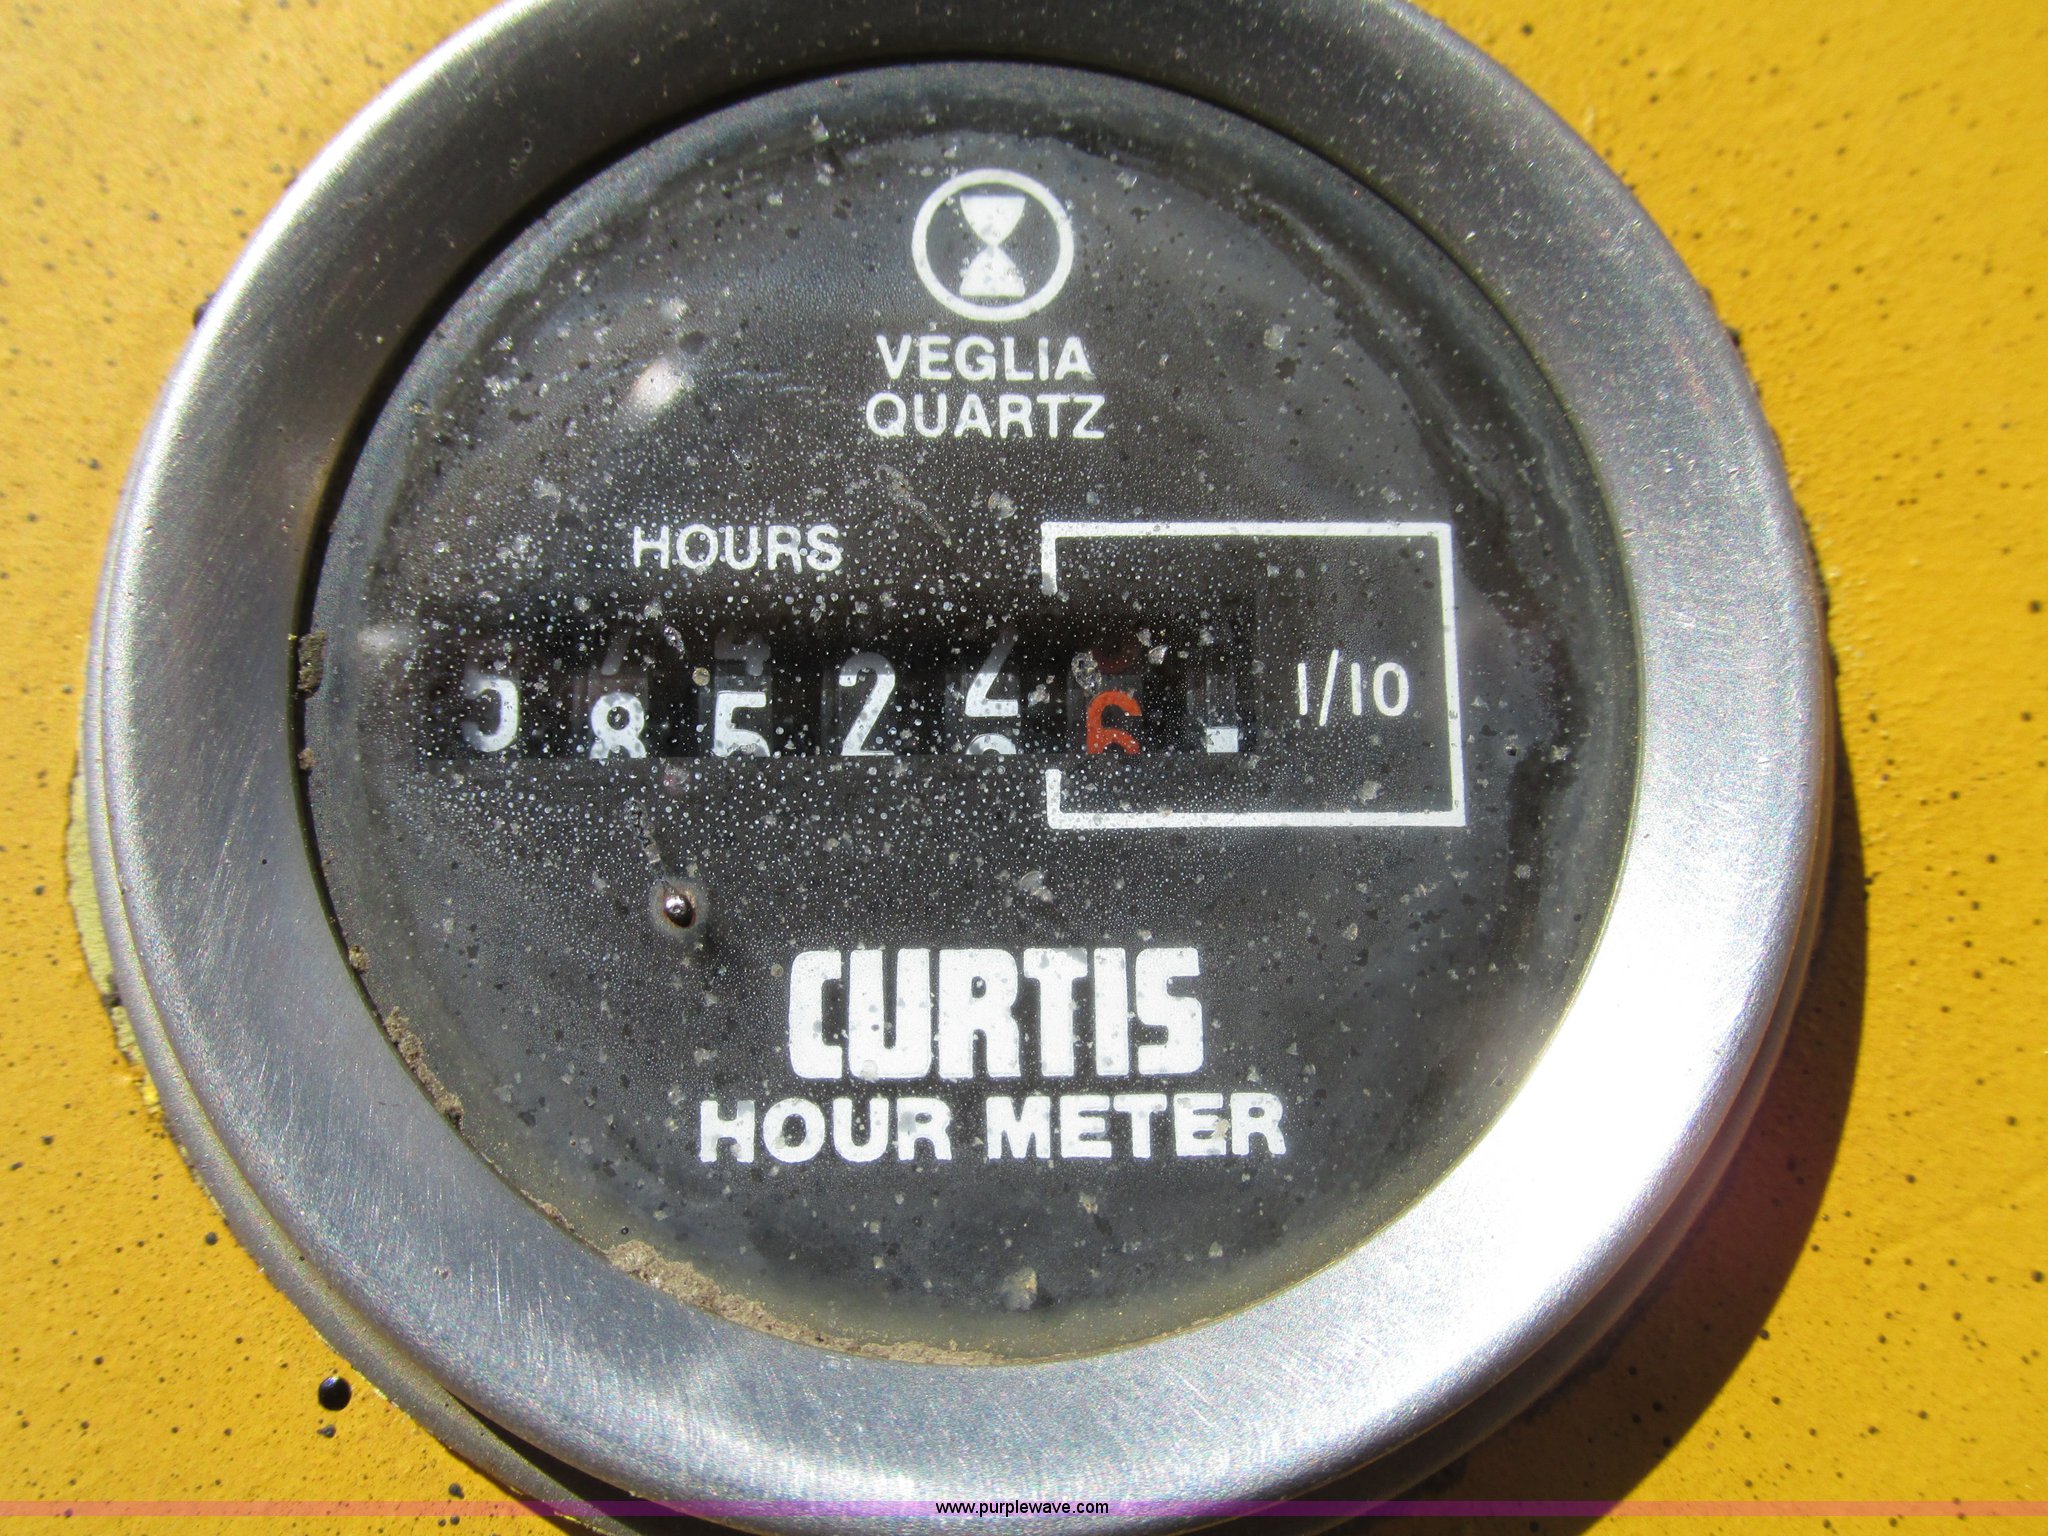 VEGLIA
QUARTZ
HOURS
1/10
CURTIS
HOUR METER
www.purplewave.com